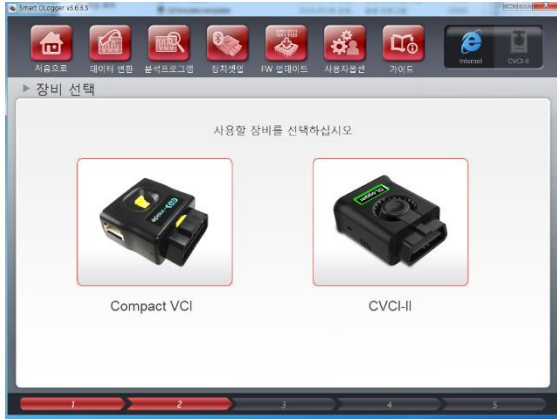 Smart DLogger v3.6.3.5
처음으로
데이터 변환
분석프로그램
장치셋업
FW 업데이트
사용자옵션
가이드
Internet
CVCI-II
장비 선택
사용할 장비를 선택하십시오
DLogger
Compact VCI
CVCI-II
1
2
3
4
5